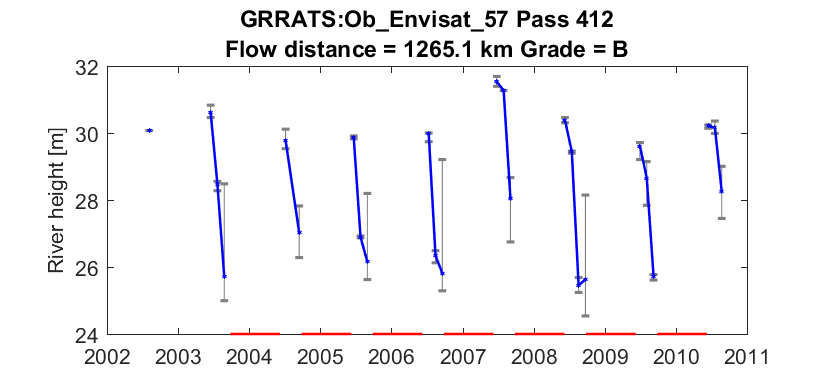 GRRATS:Ob_Envisat_57 Pass 412
Flow distance = 1265.1 km Grade = B
River height [m]
32
30
28
26
24
2002 2003 2004 2005 2006 2007 2008 2009 2010 2011